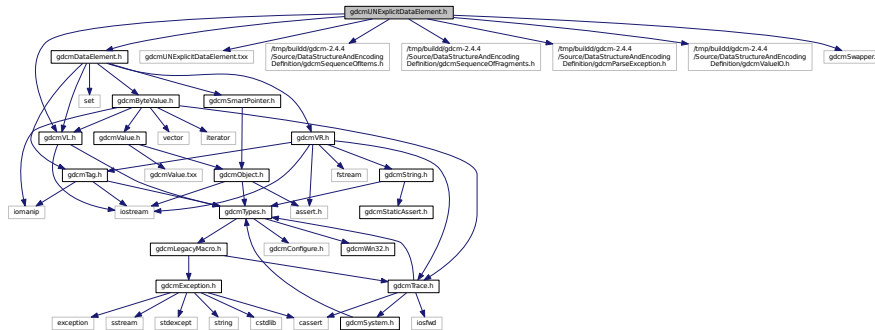 gdcmUNExplicitDataElement.h
gdcmDataElement.h
gdcmUNExplicitDataElement.txx
/tmp/buildd/gdcm-2.4.4
/Source/DataStructureAndEncoding
Definition/gdcmSequenceOfItems.h
/tmp/buildd/gdcm-2.4.4
/Source/DataStructureAndEncoding
Definition/gdcmSequenceOfFragments.h
/tmp/buildd/gdcm-2.4.4
/Source/DataStructureAndEncoding
Definition/gdcmParseException.h
/tmp/buildd/gdcm-2.4.4
/Source/DataStructureAndEncoding
Definition/gdcmValueIO.h
gdcmSwapper.
set
gdcmByteValue.h
gdcmSmartPointer.h
gdcmVL.h
gdcmValue.h
vector
iterator
gdcmVR.h
gdcmTag.h
gdcmValue.txx
gdcmObject.h
fstream
gdcmString.h
iomanip
iostream
gdcmTypes.h
assert.h
gdcmStaticAssert.h
gdcmLegacyMacro.h
gdcmConfigure.h
gdcmWin32.h
gdcmException.h
gdcmTrace.h
exception
sstream
stdexcept
string
cstdlib
cassert
gdcmSystem.h
iosfwd